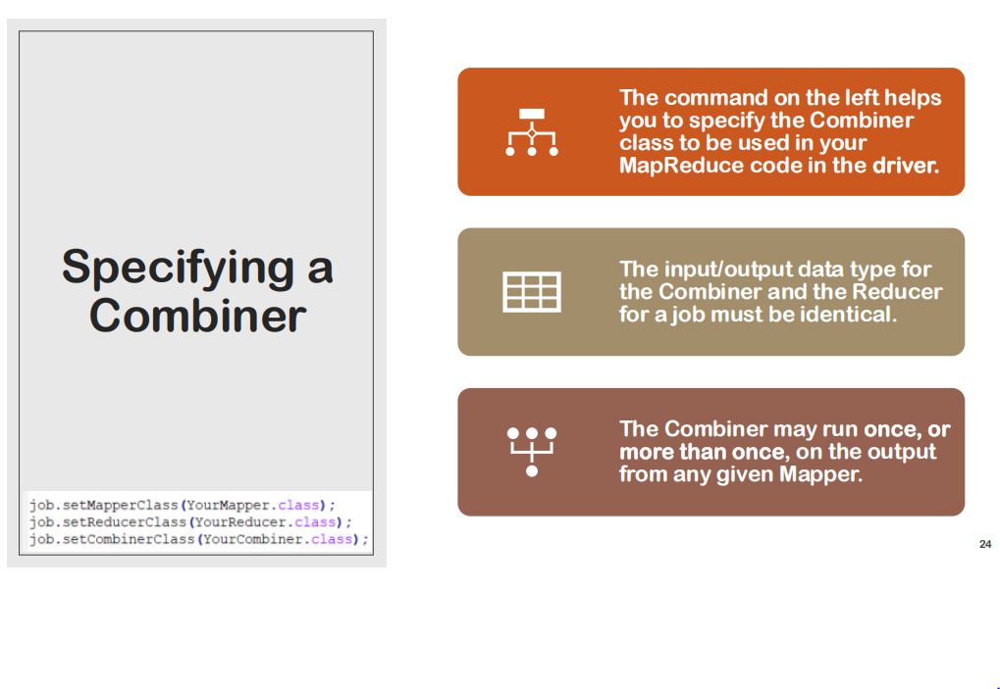 Specifying a
Combiner
job.setMapperClass(YourMapper.class);
job.setReducerClass(YourReducer.class);
job.setCombinerClass(YourCombiner.class);
The command on the left helps
you to specify the Combiner
class to be used in your
MapReduce code in the driver.
The input/output data type for
the Combiner and the Reducer
for a job must be identical.
The Combiner may run once, or
more than once, on the output
from any given Mapper.
24